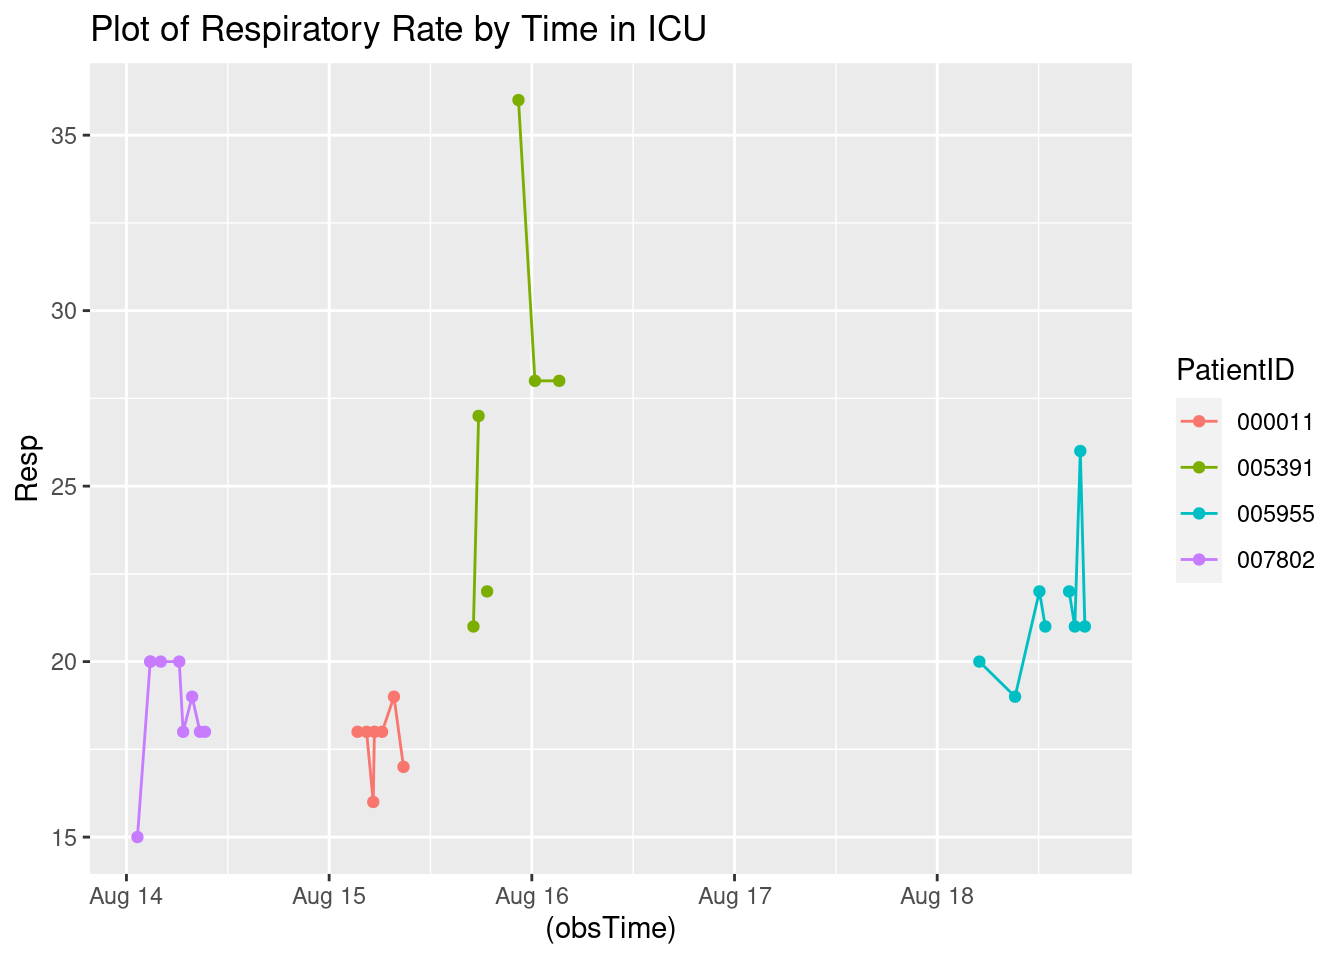 Plot of Respiratory Rate by Time in ICU
35
30
25
20
15
Resp
Aug 14
Aug 15
Aug 16
Aug 17
Aug 18
(obsTime)
PatientID
000011
005391
005955
007802